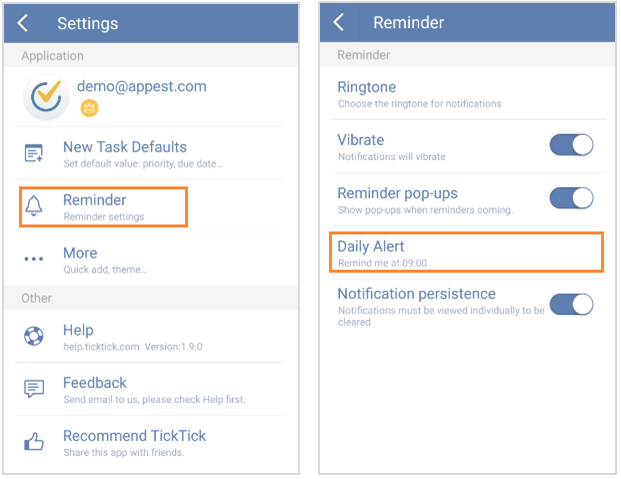 Settings
Application
demo@appest.com
New Task Defaults
Set default value: priority, due date...
Reminder
Reminder settings
More
Quick add, theme...
Other
Help
help.ticktick.com Version:1.9.0
Feedback
Send email to us, please check Help first.
Recommend TickTick
Share this app with friends.
Reminder
Reminder
Ringtone
Choose the ringtone for notifications
Vibrate
Notifications will vibrate
Reminder pop-ups
Show pop-ups when reminders coming.
Daily Alert
Remind me at 09:00
Notification persistence
Notifications must be viewed individually to be
cleared